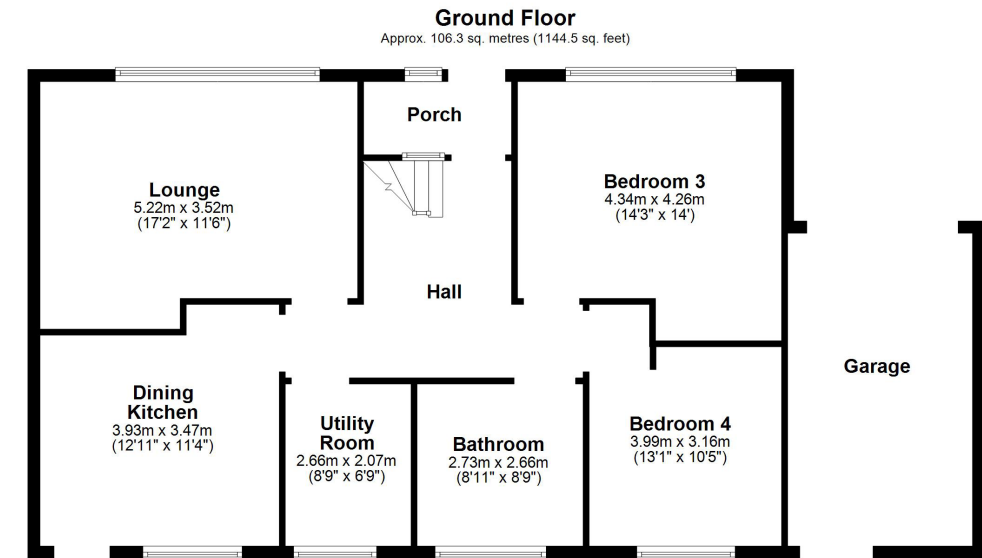 Ground Floor
Approx. 106.3 sq. metres (1144.5 sq. feet)
Porch
Lounge
5.22m x 3.52m
(17'2" x 11'6")
Bedroom 3
4.34m x 4.26m
(14'3" x 14')
Hall
Garage
Dining
Kitchen
3.93m x 3.47m
(12'11" x 11'4")
Utility
Room
2.66m x 2.07m
(8'9" x 6'9")
Bathroom
2.73m x 2.66m
(8'11" x 8'9")
Bedroom 4
3.99m x 3.16m
(13'1" x 10'5")